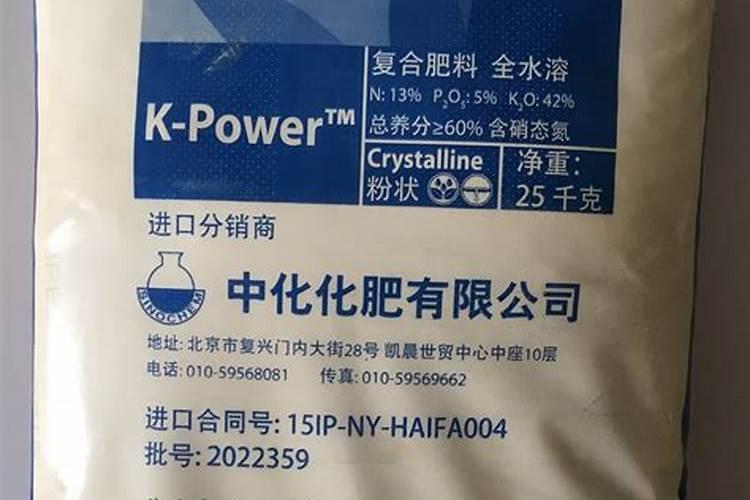 复合肥料 全水溶
N: 13% P₂O₅: 5% K₂O: 42%
总养分≥60% 含硝态氮
K-Power™
Crystalline
粉状
净重:
25 千克
进口分销商
SINOCHEM
中化化肥有限公司
地址: 北京市复兴门内大街28号 凯晨世贸中心中座10层
电话: 010-59568081 传真: 010-59569662
进口合同号: 15IP-NY-HAIFA004
批号: 2022359